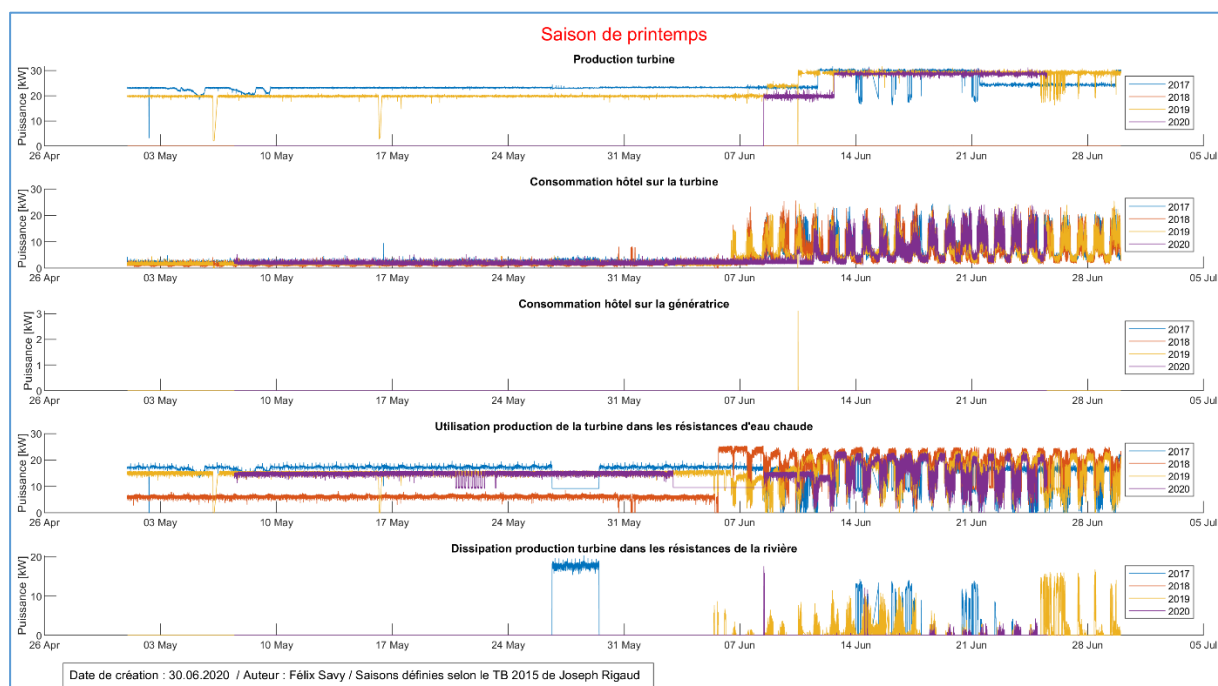 Saison de printemps
Production turbine
Puissance [kW]
30
20
10
0
26 Apr 03 May 10 May 17 May 24 May 31 May 07 Jun 14 Jun 21 Jun 28 Jun 05 Jul
2017
2018
2019
2020
Consommation hôtel sur la turbine
Puissance [kW]
30
20
10
0
26 Apr 03 May 10 May 17 May 24 May 31 May 07 Jun 14 Jun 21 Jun 28 Jun 05 Jul
2017
2018
2019
2020
Consommation hôtel sur la génératrice
Puissance [kW]
3
2
1
0
26 Apr 03 May 10 May 17 May 24 May 31 May 07 Jun 14 Jun 21 Jun 28 Jun 05 Jul
2017
2018
2019
2020
Utilisation production de la turbine dans les résistances d'eau chaude
Puissance [kW]
30
20
10
0
26 Apr 03 May 10 May 17 May 24 May 31 May 07 Jun 14 Jun 21 Jun 28 Jun 05 Jul
2017
2018
2019
2020
Dissipation production turbine dans les résistances de la rivière
Puissance [kW]
20
10
0
26 Apr 03 May 10 May 17 May 24 May 31 May 07 Jun 14 Jun 21 Jun 28 Jun 05 Jul
2017
2018
2019
2020
Date de création : 30.06.2020 / Auteur : Félix Savy / Saisons définies selon le TB 2015 de Joseph Rigaud